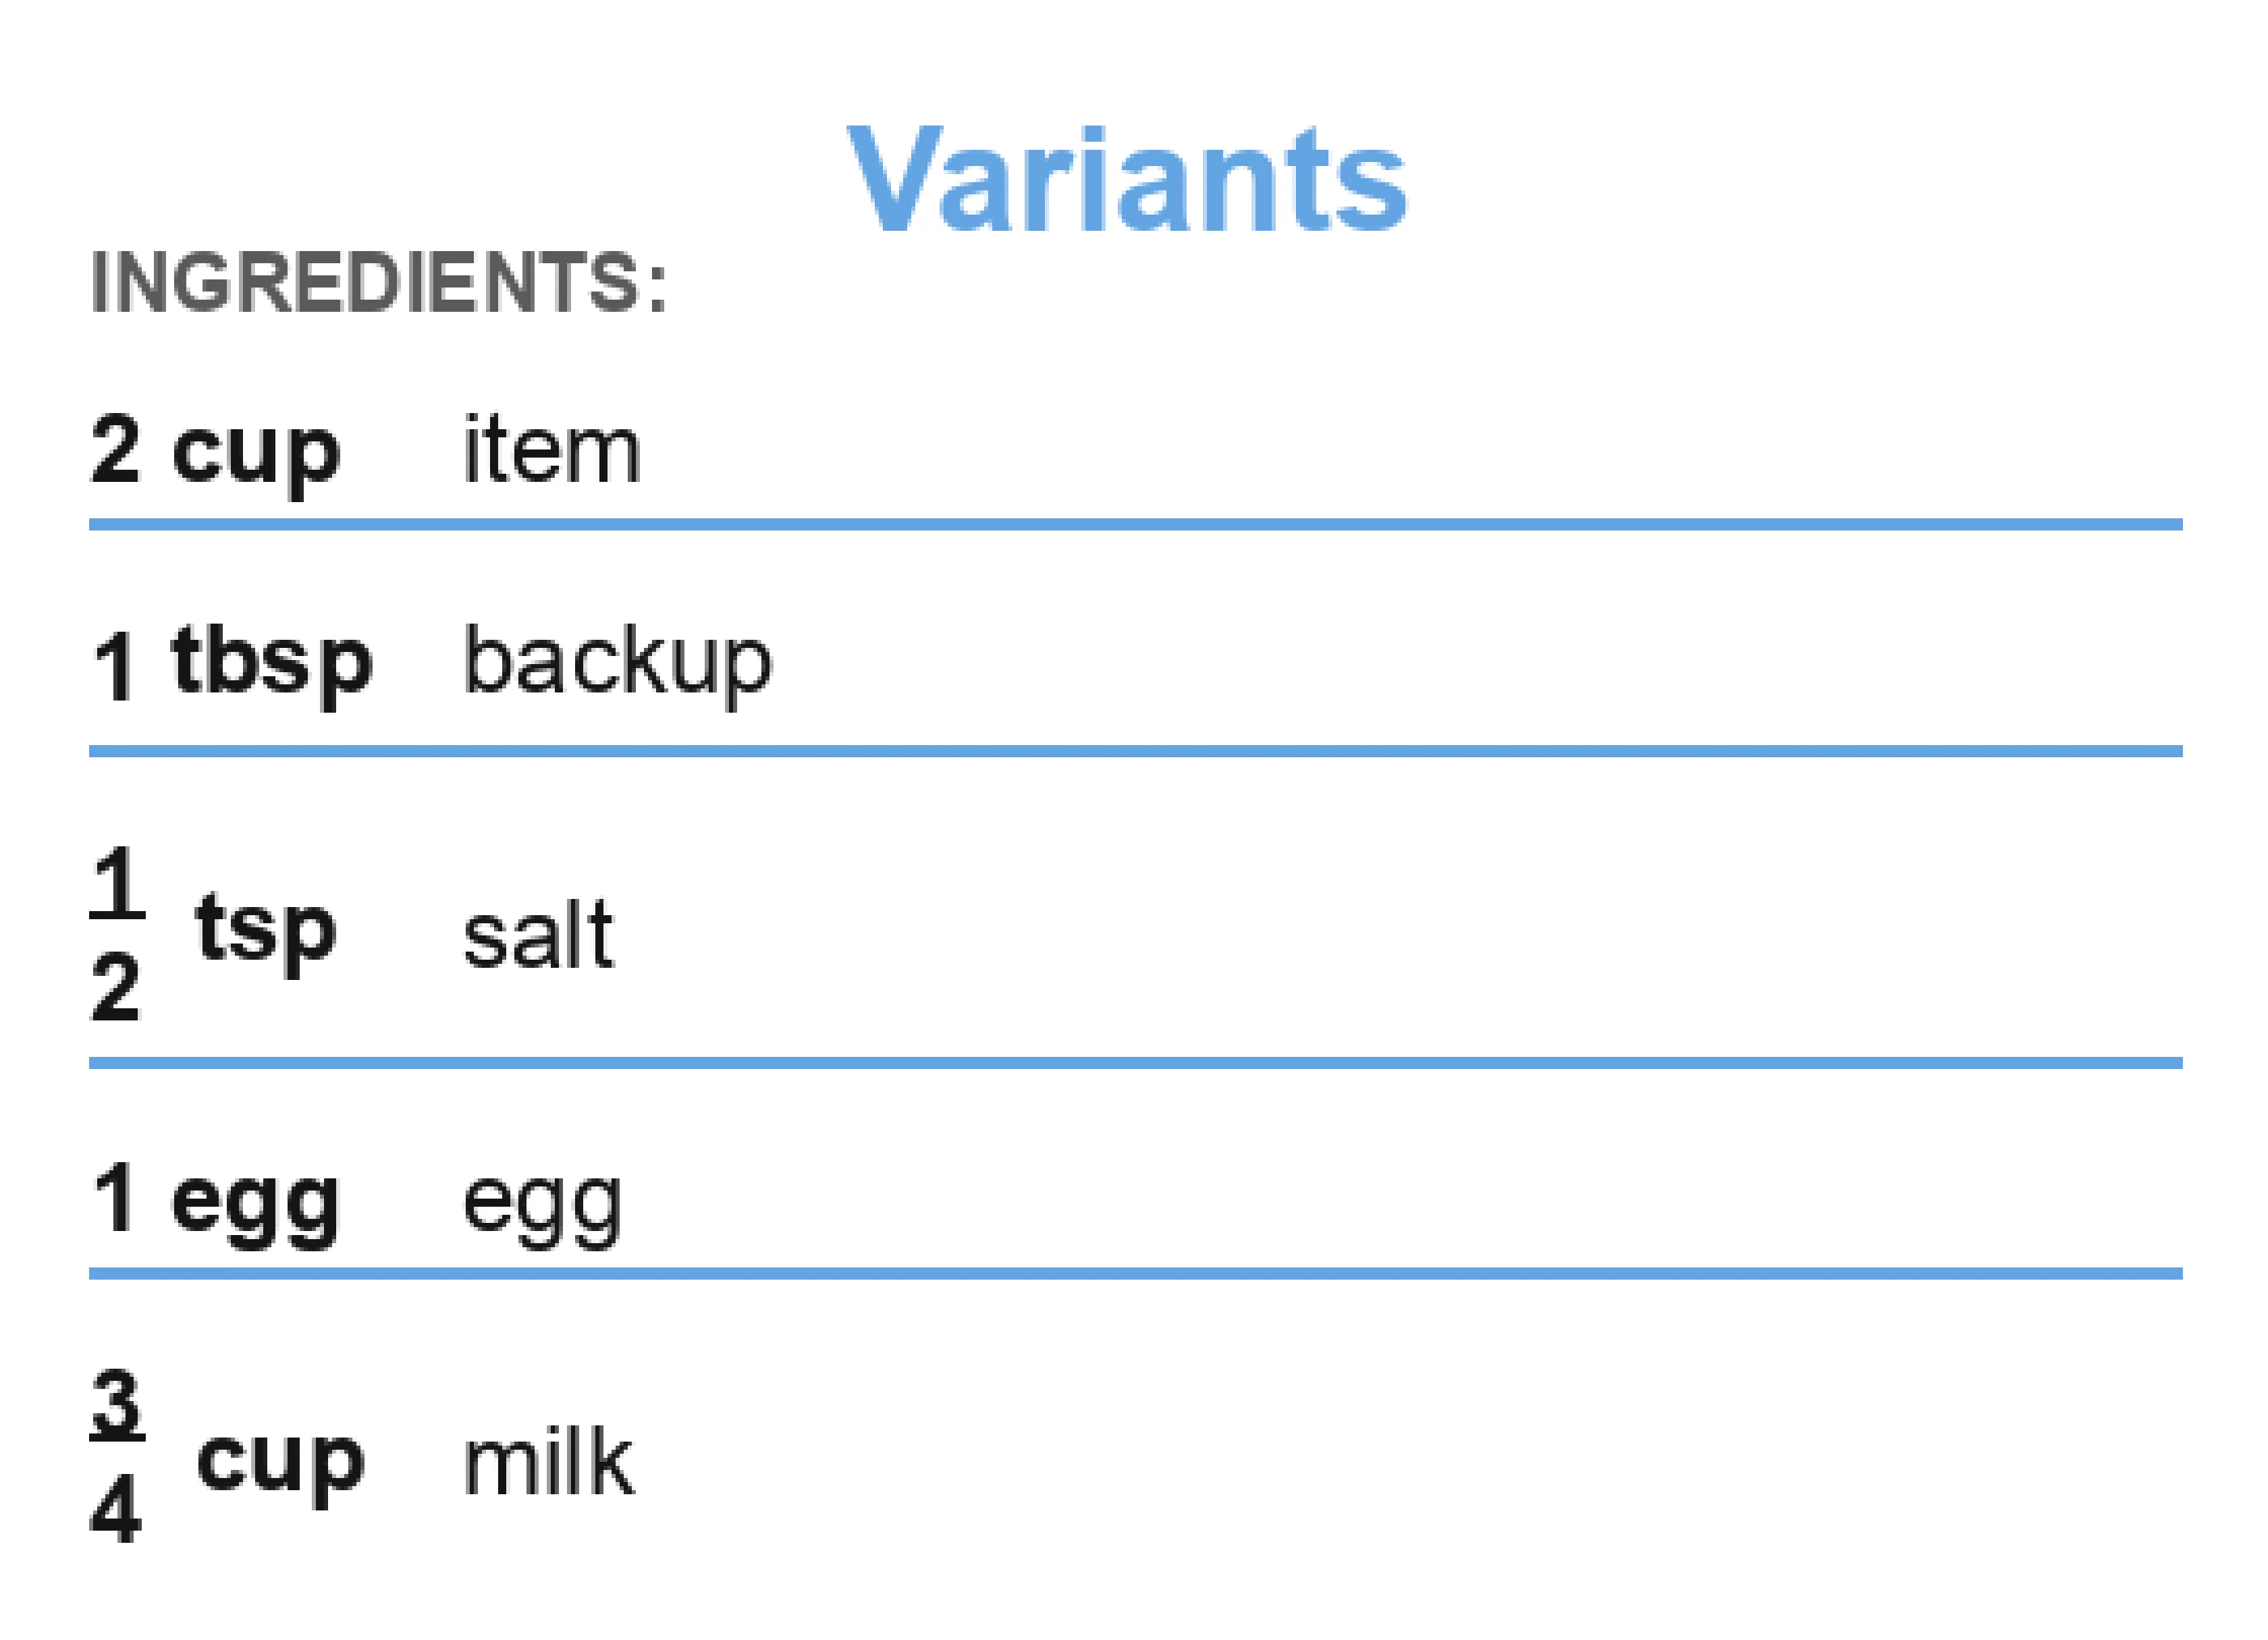 Variants
INGREDIENTS:
2 cup item
1 tbsp backup
1/2 tsp salt
1 egg egg
3/4 cup milk